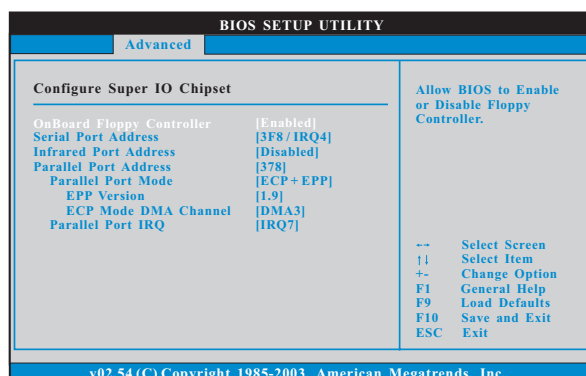 BIOS SETUP UTILITY
Advanced
Configure Super IO Chipset
OnBoard Floppy Controller [Enabled]
Serial Port Address [3F8 / IRQ4]
Infrared Port Address [Disabled]
Parallel Port Address [378]
Parallel Port Mode [ECP + EPP]
EPP Version [1.9]
ECP Mode DMA Channel [DMA3]
Parallel Port IRQ [IRQ7]
Allow BIOS to Enable
or Disable Floppy
Controller.
←→ Select Screen
↑↓ Select Item
+- Change Option
F1 General Help
F9 Load Defaults
F10 Save and Exit
ESC Exit
v02.54 (C) Copyright 1985-2003, American Megatrends, Inc.